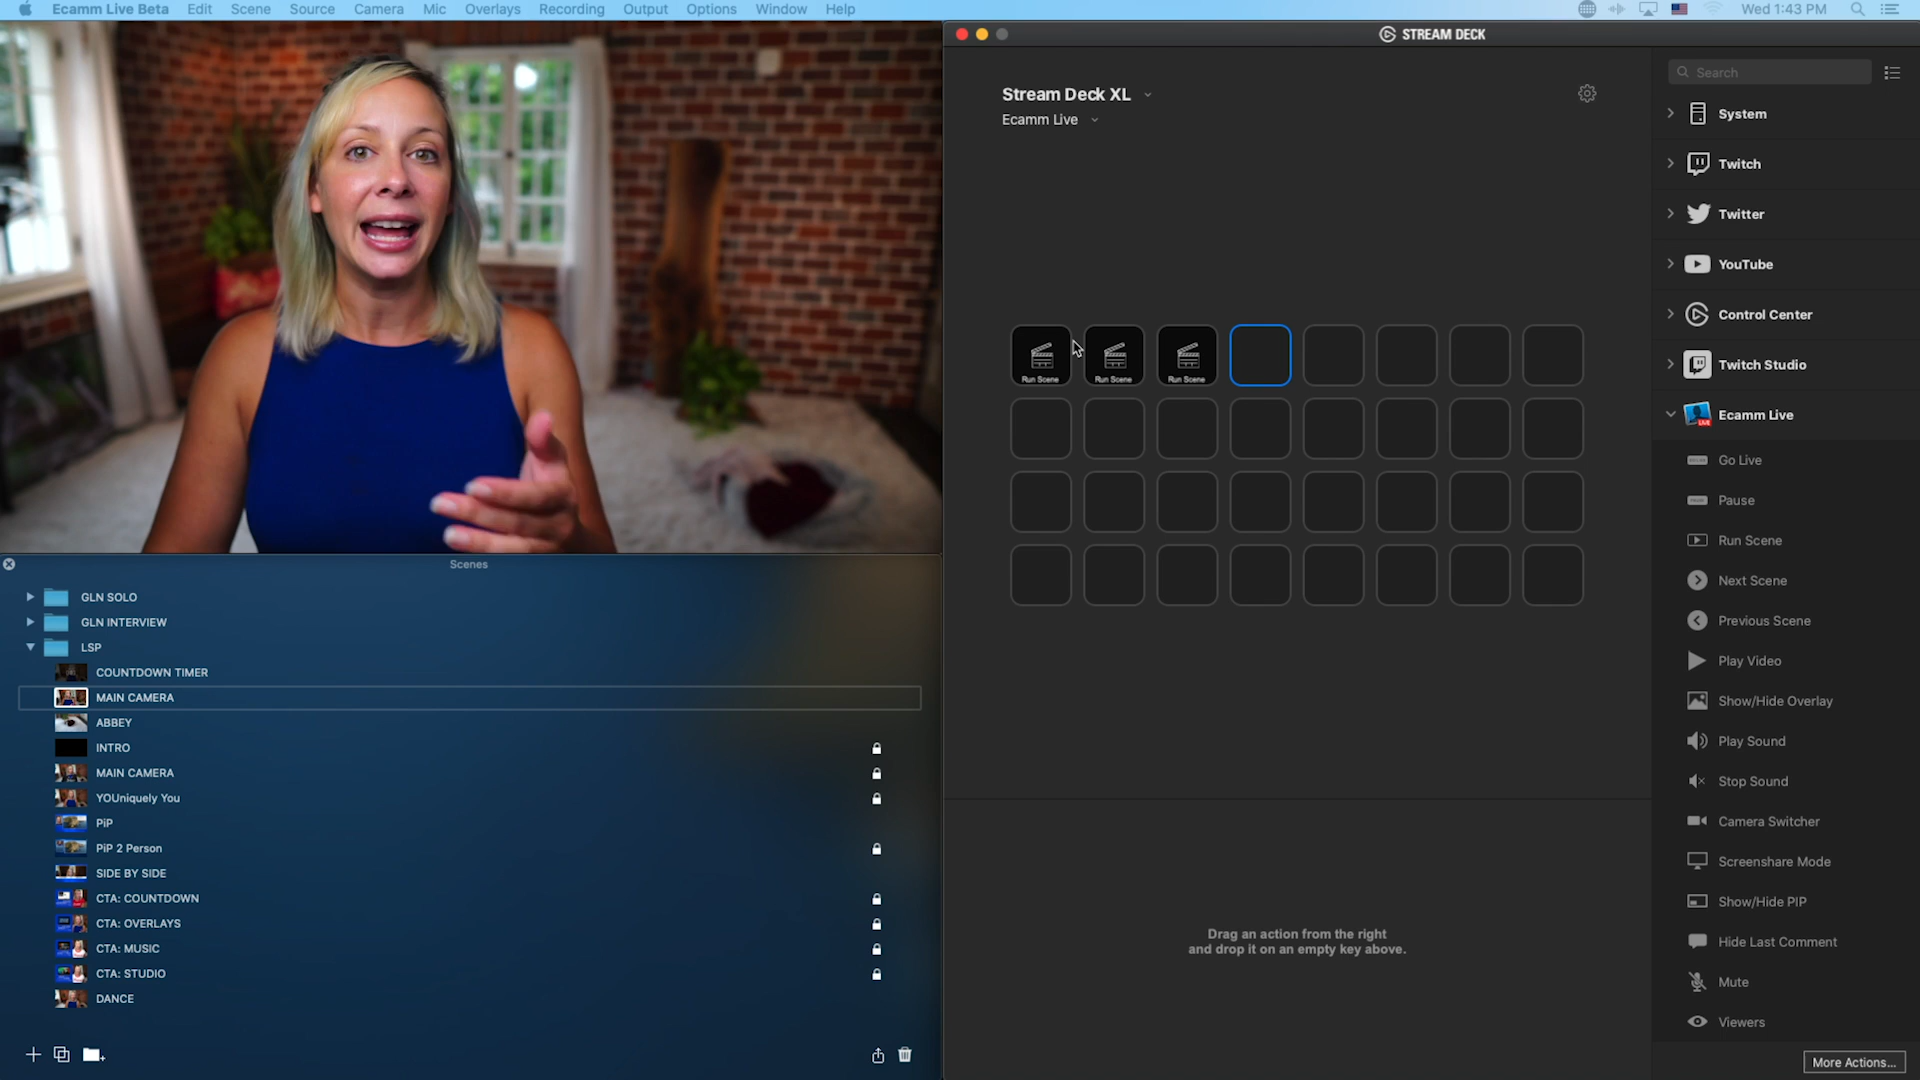 Ecamm Live Beta Edit Scene Source Camera Mic Overlays Recording Output Options Window Help
Wed 1:43 PM
STREAM DECK
Stream Deck XL
Ecamm Live
Run Scene
Run Scene
Run Scene
Drag an action from the right
and drop it on an empty key above.
Search
System
Twitch
Twitter
YouTube
Control Center
Twitch Studio
Ecamm Live
Go Live
Pause
Run Scene
Next Scene
Previous Scene
Play Video
Show/Hide Overlay
Play Sound
Stop Sound
Camera Switcher
Screenshare Mode
Show/Hide PIP
Hide Last Comment
Mute
Viewers
More Actions...
Scenes
GLN SOLO
GLN INTERVIEW
LSP
COUNTDOWN TIMER
MAIN CAMERA
ABBEY
INTRO
MAIN CAMERA
YOUniquely You
PiP
PiP 2 Person
SIDE BY SIDE
CTA: COUNTDOWN
CTA: OVERLAYS
CTA: MUSIC
CTA: STUDIO
DANCE